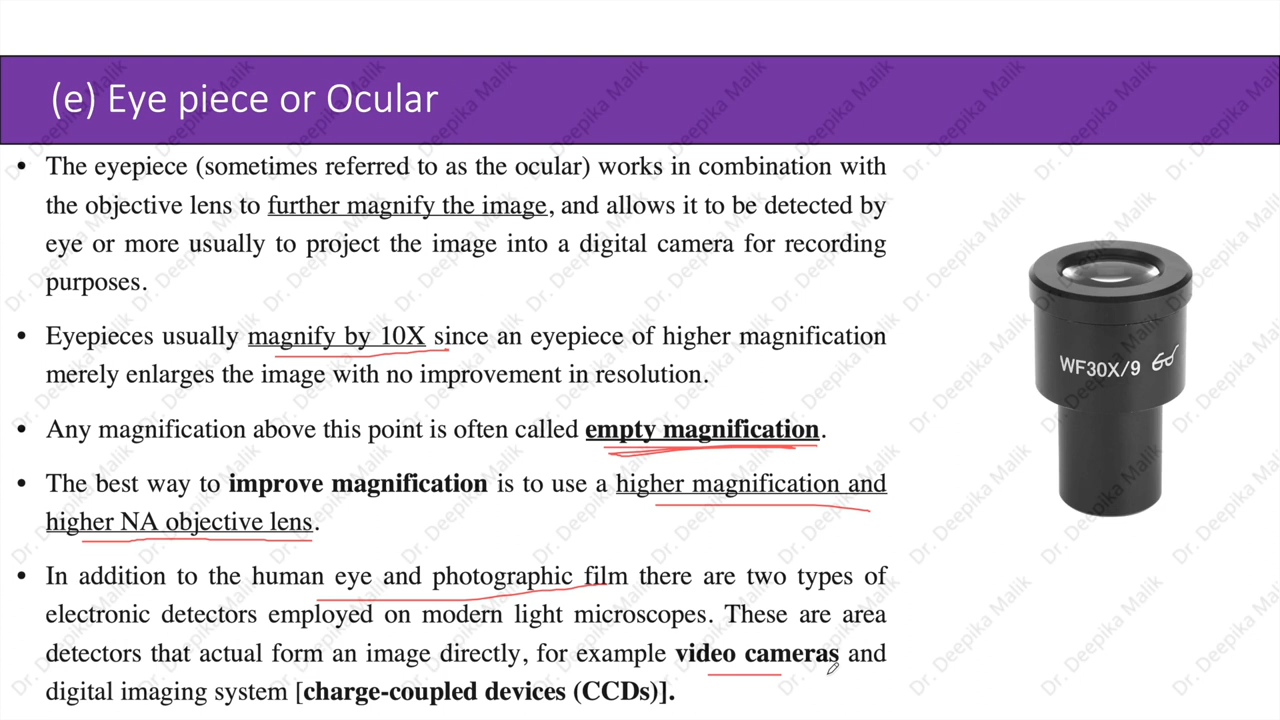 (e) Eye piece or Ocular
• The eyepiece (sometimes referred to as the ocular) works in combination with
the objective lens to further magnify the image, and allows it to be detected by
eye or more usually to project the image into a digital camera for recording
purposes.
• Eyepieces usually magnify by 10X since an eyepiece of higher magnification
merely enlarges the image with no improvement in resolution.
• Any magnification above this point is often called empty magnification.
• The best way to improve magnification is to use a higher magnification and
higher NA objective lens.
• In addition to the human eye and photographic film there are two types of
electronic detectors employed on modern light microscopes. These are area
detectors that actual form an image directly, for example video cameras and
digital imaging system [charge-coupled devices (CCDs)].
WF30X/9
Dr. Deepika Malik